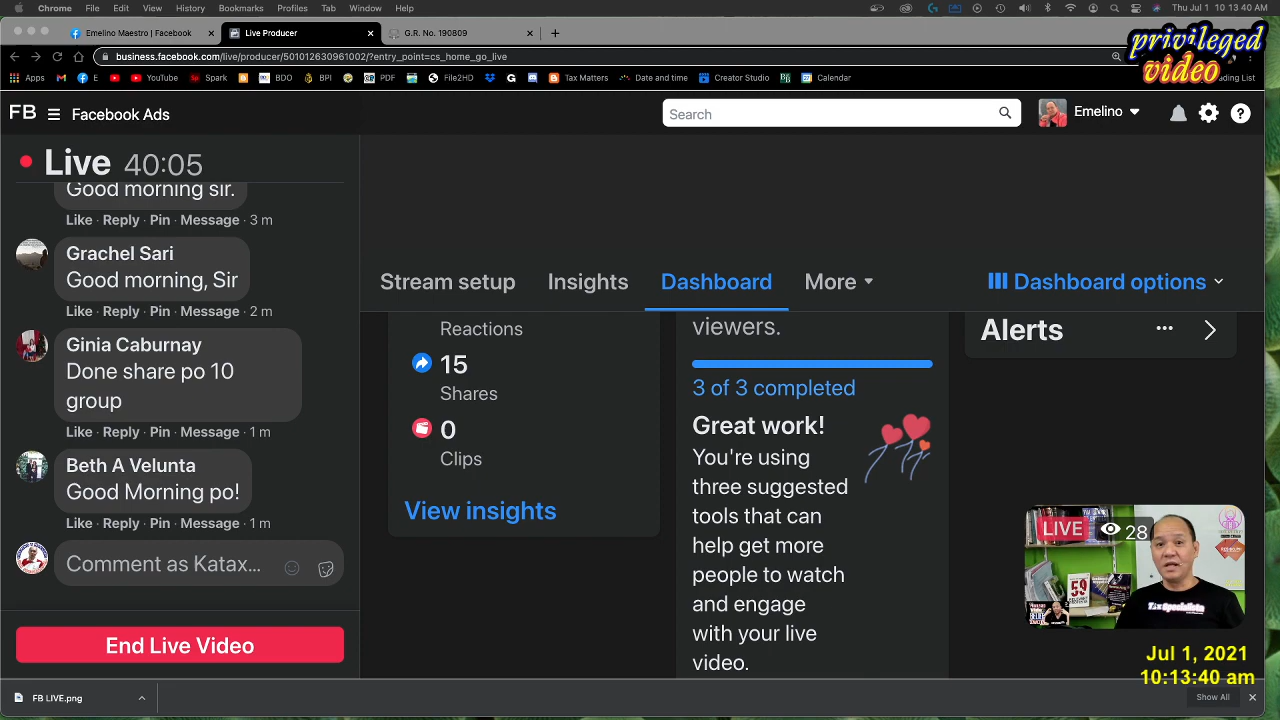 Chrome File Edit View History Bookmarks Profiles Tab Window Help
Thu Jul 1 10:13:40 AM
Emelino Maestro | Facebook
Live Producer
G.R. No. 190809
business.facebook.com/live/producer/501012630961002/?entry_point=cs_home_go_live
privileged
video
Apps E YouTube Spark BDO BPI PDF File2HD Tax Matters Date and time Creator Studio Calendar
FB Facebook Ads
Search
Emelino
Live 40:05
Good morning sir.
Like · Reply · Pin · Message · 3 m
Grachel Sari
Good morning, Sir
Like · Reply · Pin · Message · 2 m
Ginia Caburnay
Done share po 10
group
Like · Reply · Pin · Message · 1 m
Beth A Velunta
Good Morning po!
Like · Reply · Pin · Message · 1 m
Comment as Katax...
End Live Video
Stream setup Insights Dashboard More
Dashboard options
Reactions
15
Shares
0
Clips
View insights
viewers.
3 of 3 completed
Great work!
You're using
three suggested
tools that can
help get more
people to watch
and engage
with your live
video.
Alerts
LIVE 28
59
Tax Specialists
Jul 1, 2021
10:13:40 am
FB LIVE.png
Show All